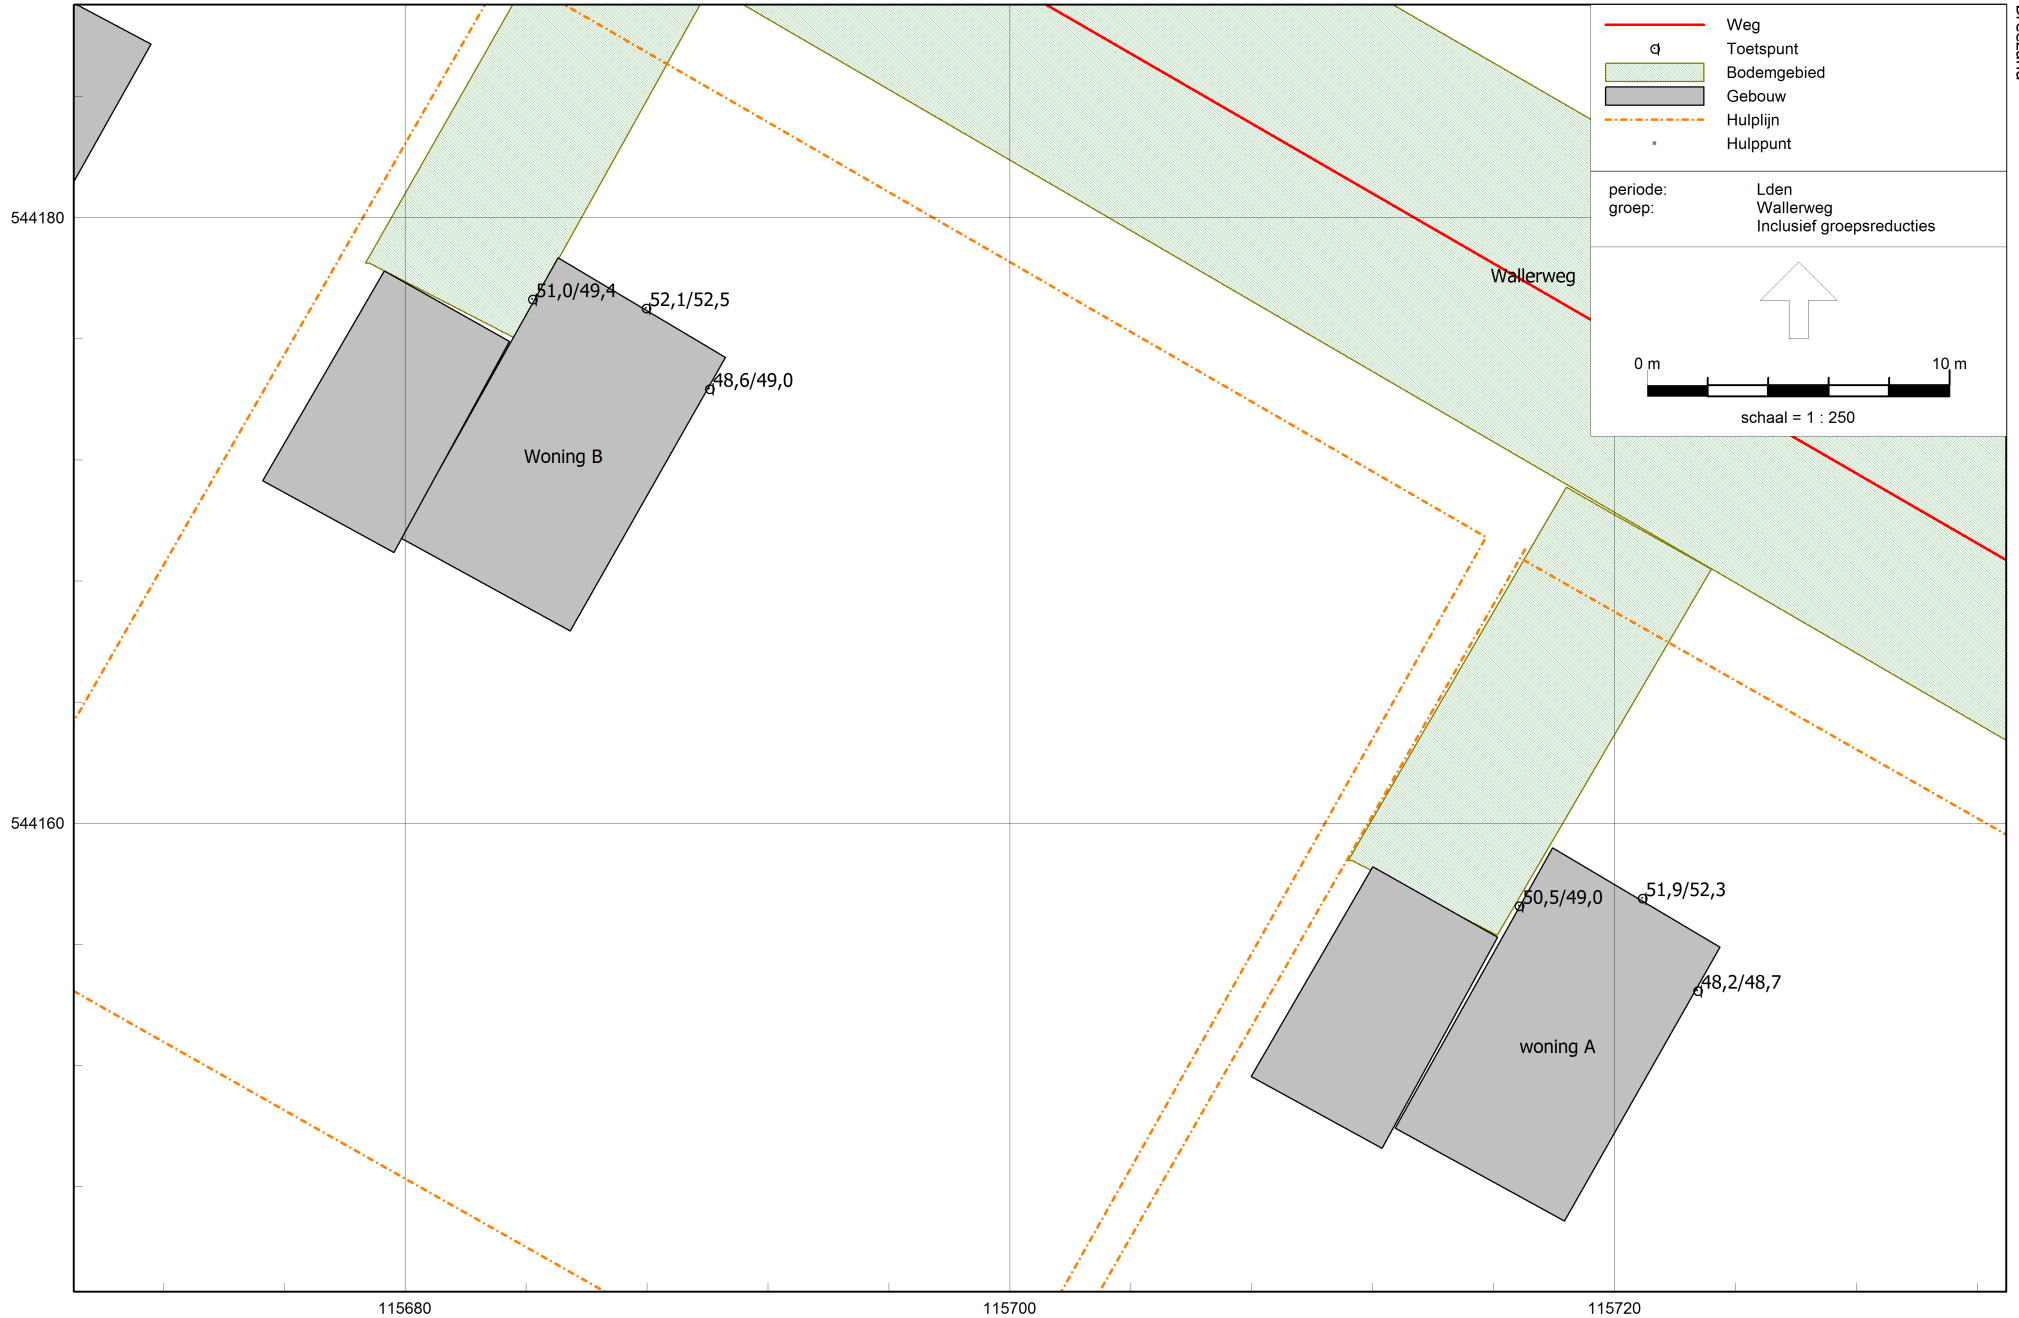 Weg
Toetspunt
Bodemgebied
Gebouw
Hulplijn
Hulppunt
periode: Lden
groep: Wallerweg
Inclusief groepsreducties
0 m 10 m
schaal = 1 : 250
544180
Wallerweg
51,0/49,4
52,1/52,5
48,6/49,0
Woning B
544160
50,5/49,0
51,9/52,3
48,2/48,7
woning A
115680 115700 115720